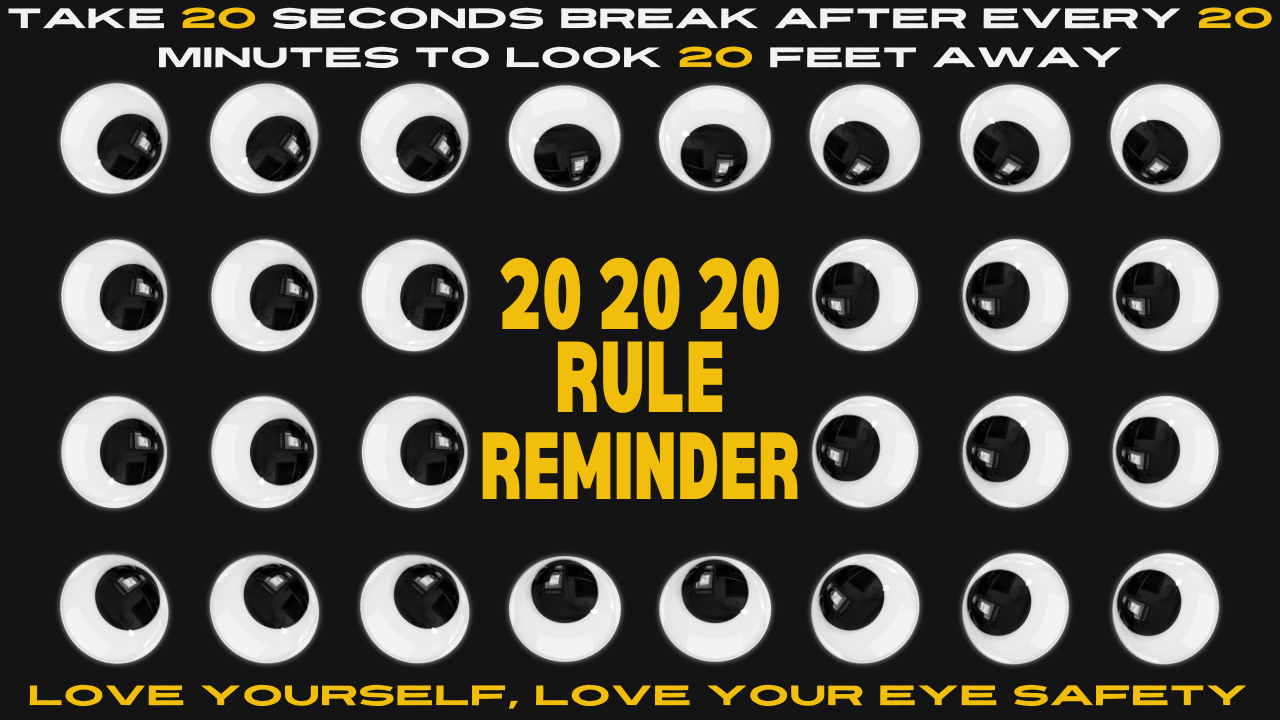 TAKE 20 SECONDS BREAK AFTER EVERY 20
MINUTES TO LOOK 20 FEET AWAY
20 20 20
RULE
REMINDER
LOVE YOURSELF, LOVE YOUR EYE SAFETY